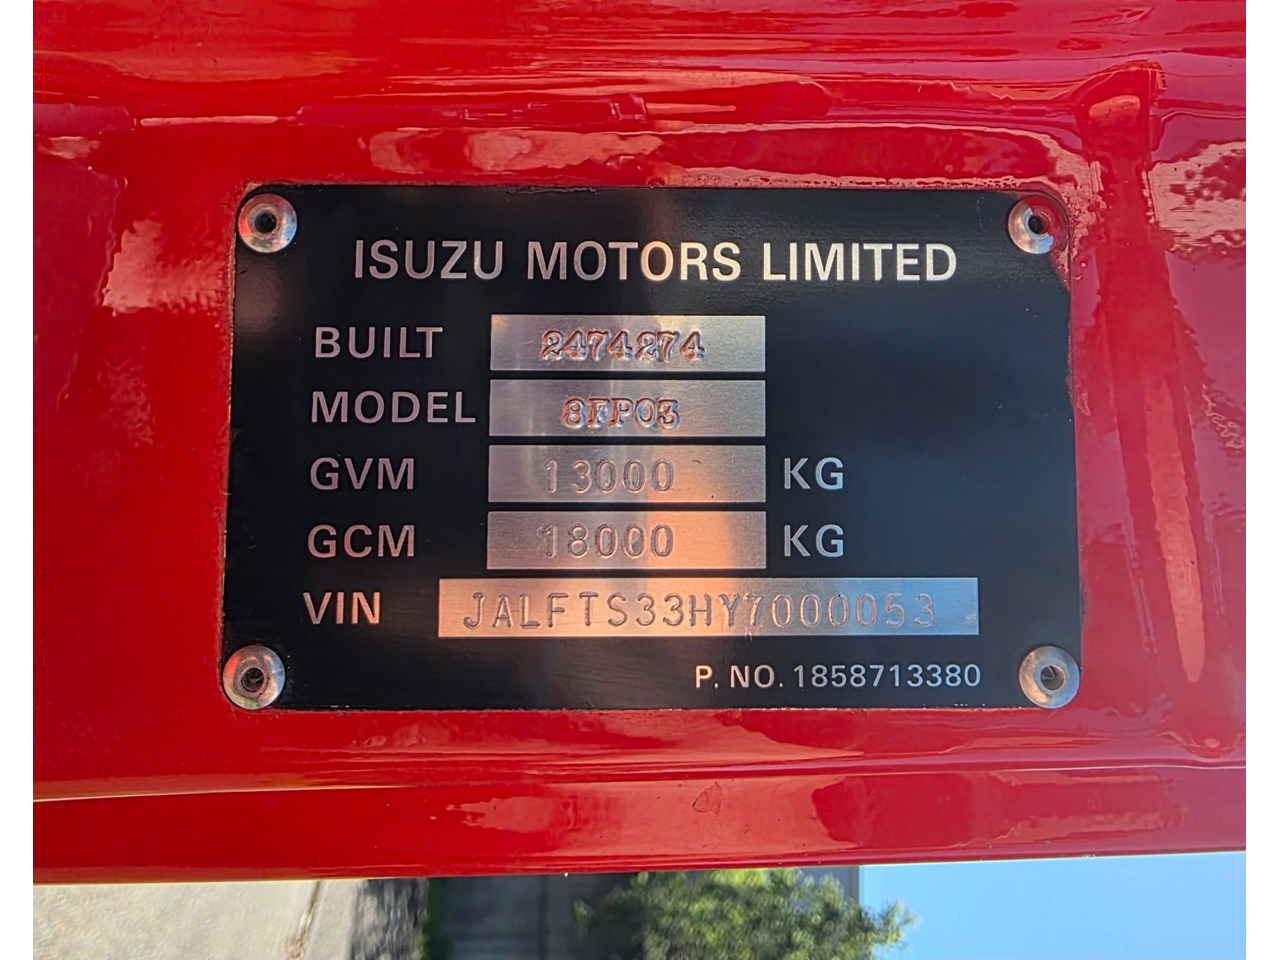 ISUZU MOTORS LIMITED
BUILT 2474274
MODEL 8FP03
GVM 13000 KG
GCM 18000 KG
VIN JALFTS33HY7000053
P. NO. 1858713380